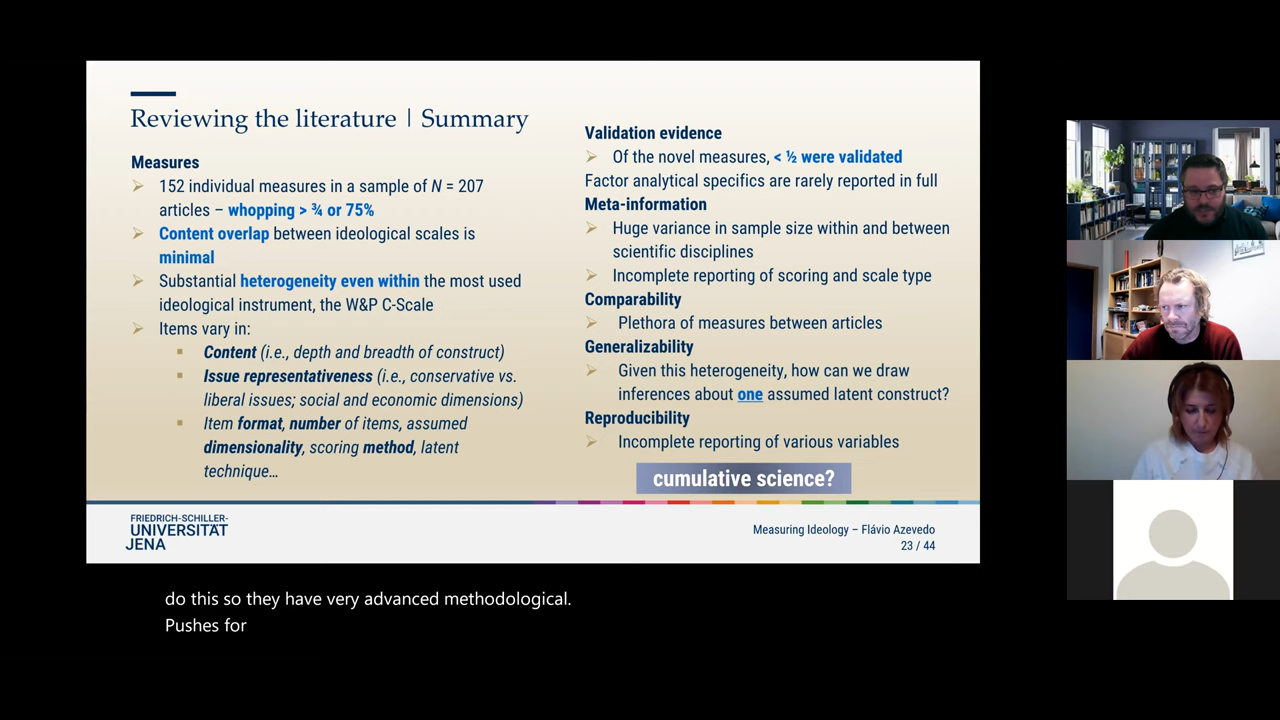 Reviewing the literature | Summary
Measures
➢ 152 individual measures in a sample of N = 207
articles – whopping > ¾ or 75%
➢ Content overlap between ideological scales is
minimal
➢ Substantial heterogeneity even within the most used
ideological instrument, the W&P C-Scale
➢ Items vary in:
▪ Content (i.e., depth and breadth of construct)
▪ Issue representativeness (i.e., conservative vs.
liberal issues; social and economic dimensions)
▪ Item format, number of items, assumed
dimensionality, scoring method, latent
technique…
Validation evidence
➢ Of the novel measures, < ½ were validated
Factor analytical specifics are rarely reported in full
Meta-information
➢ Huge variance in sample size within and between
scientific disciplines
➢ Incomplete reporting of scoring and scale type
Comparability
➢ Plethora of measures between articles
Generalizability
➢ Given this heterogeneity, how can we draw
inferences about one assumed latent construct?
Reproducibility
➢ Incomplete reporting of various variables
cumulative science?
FRIEDRICH-SCHILLER-
UNIVERSITÄT
JENA
Measuring Ideology – Flávio Azevedo
23 / 44
do this so they have very advanced methodological.
Pushes for